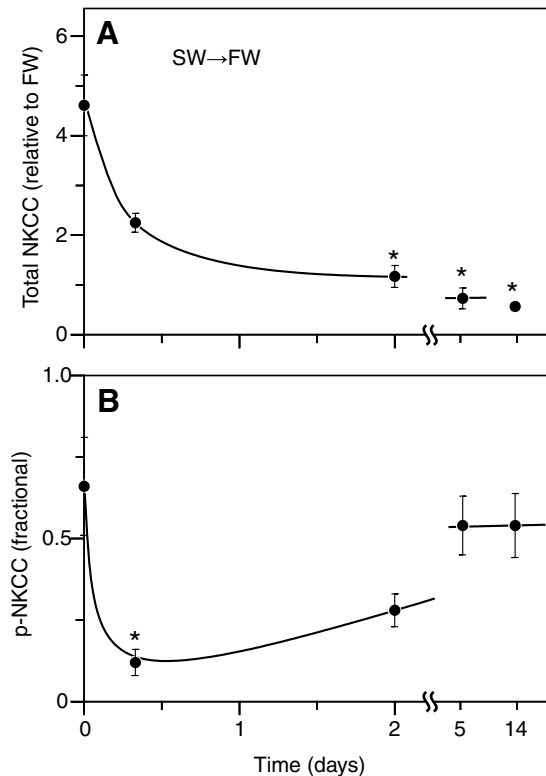 A
SW→FW
Total NKCC (relative to FW)
6
4
2
0
*
*
*
B
p-NKCC (fractional)
1.0
0.5
0
*
0
1
2
5
14
Time (days)